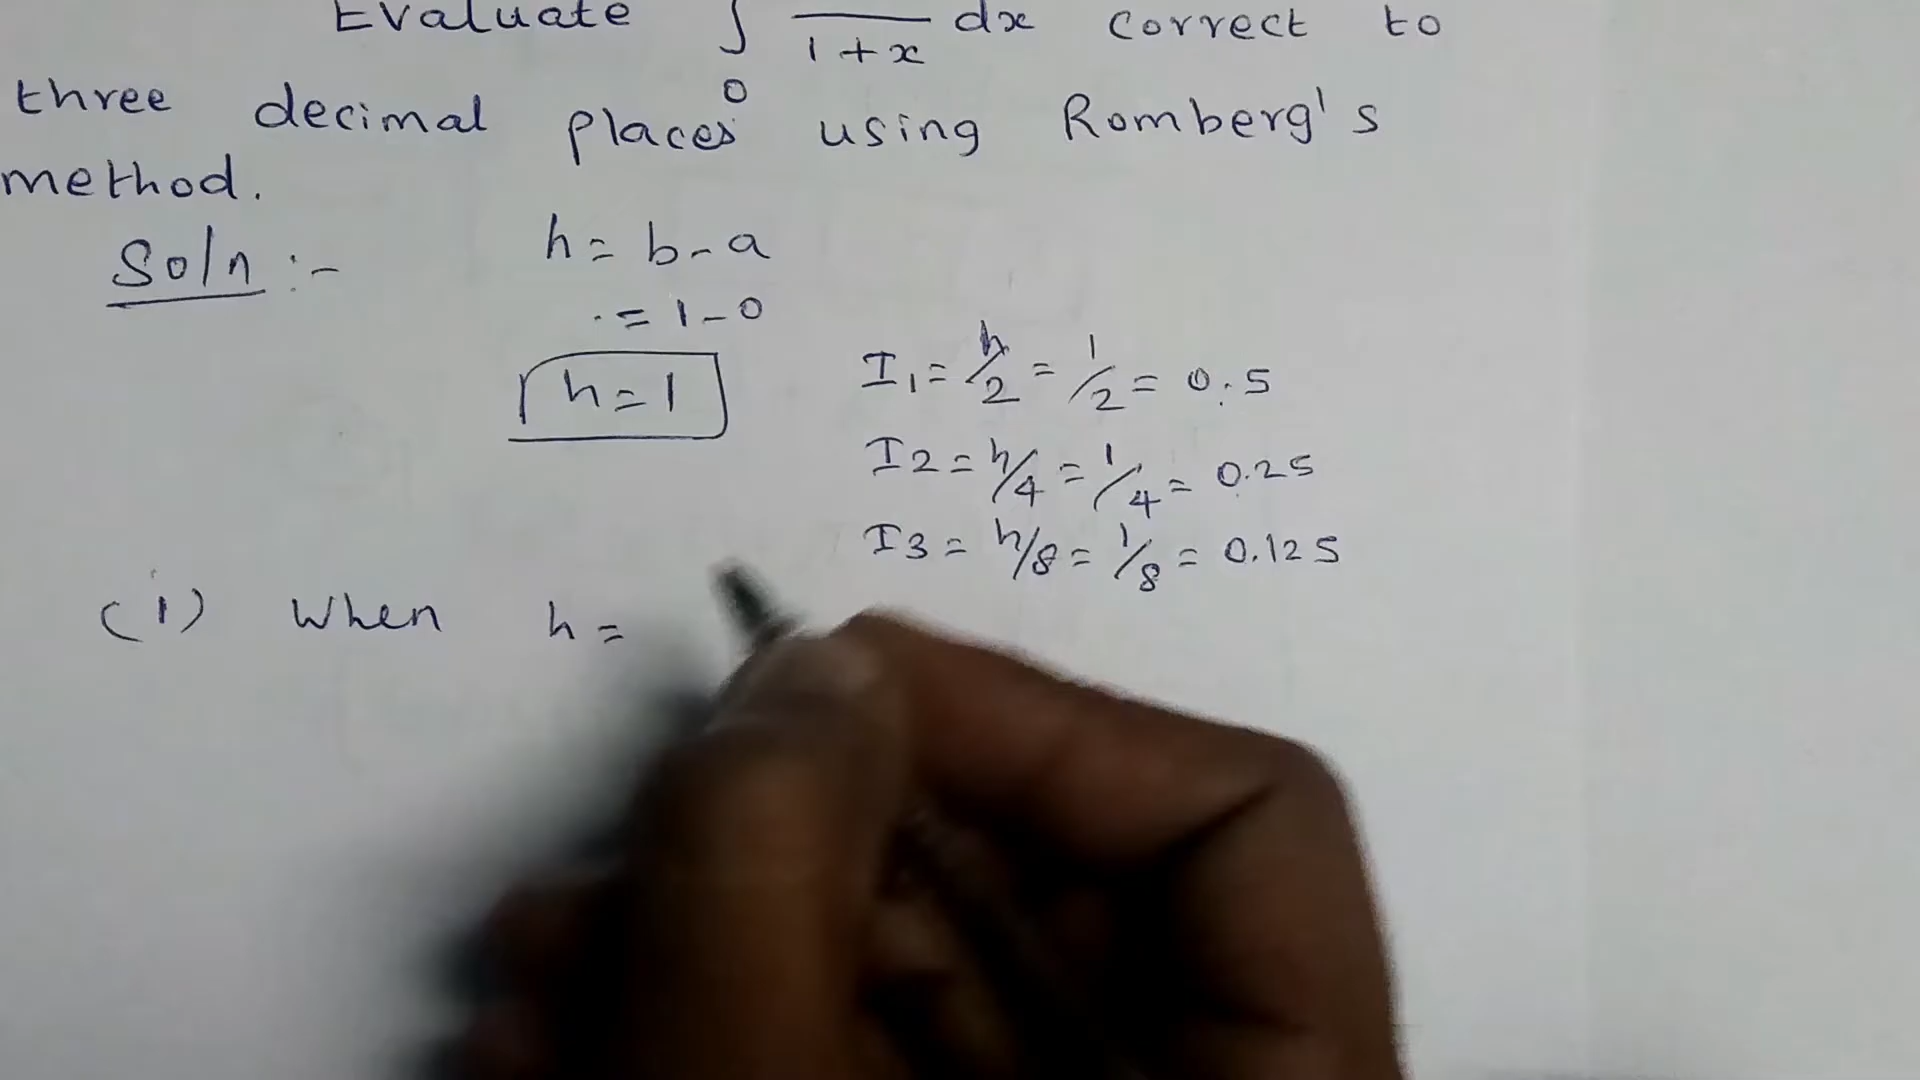 Evaluate ∫ 0 / 1+x dx correct to
three decimal places using Romberg's
method.
Soln :-
h = b - a
= 1 - 0
h = 1
I1 = h/2 = 1/2 = 0.5
I2 = h/4 = 1/4 = 0.25
I3 = h/8 = 1/8 = 0.125
(1) When h =